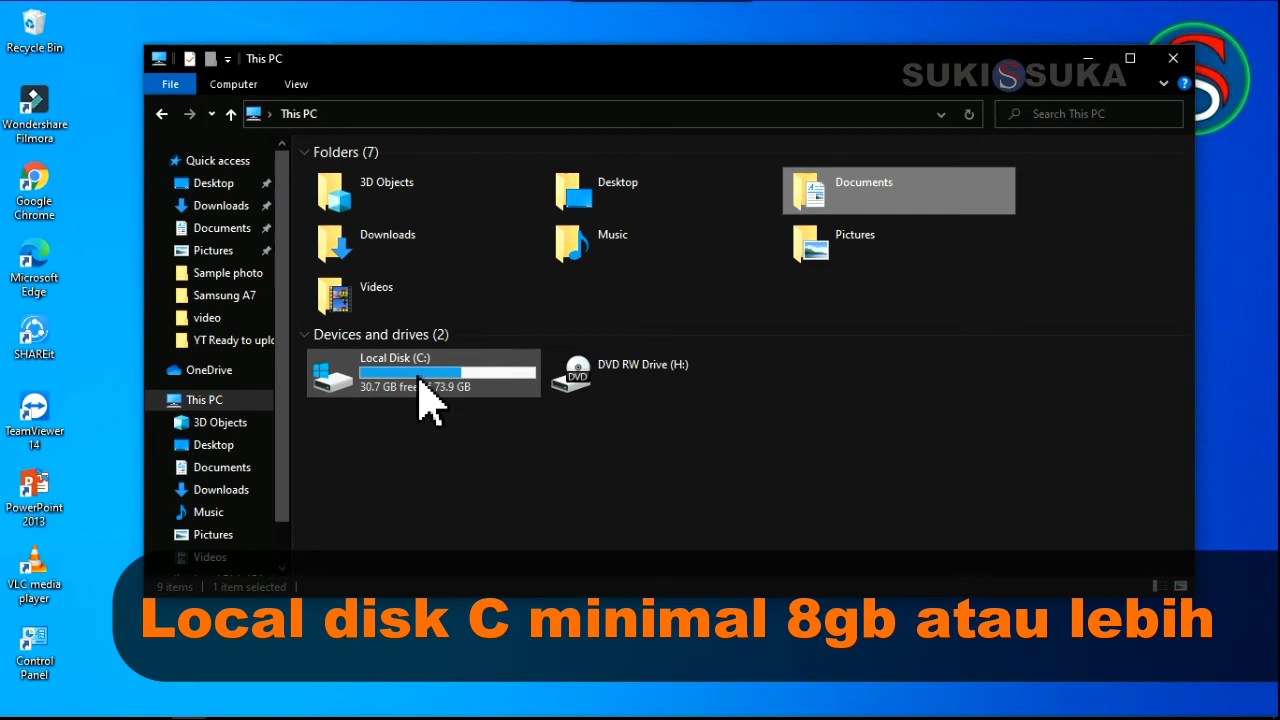 Recycle Bin
Wondershare
Filmora
Google
Chrome
Microsoft
Edge
SHAREit
TeamViewer
14
PowerPoint
2013
VLC media
player
Control
Panel
This PC
SUKI SUKA
File
Computer
View
This PC
Search This PC
Quick access
Desktop
Downloads
Documents
Pictures
Sample photo
Samsung A7
video
YT Ready to uplo
OneDrive
This PC
3D Objects
Desktop
Documents
Downloads
Music
Pictures
Videos
Folders (7)
3D Objects
Desktop
Documents
Downloads
Music
Pictures
Videos
Devices and drives (2)
Local Disk (C:)
30.7 GB free of 73.9 GB
DVD RW Drive (H:)
DVD
9 items
1 item selected
Local disk C minimal 8gb atau lebih